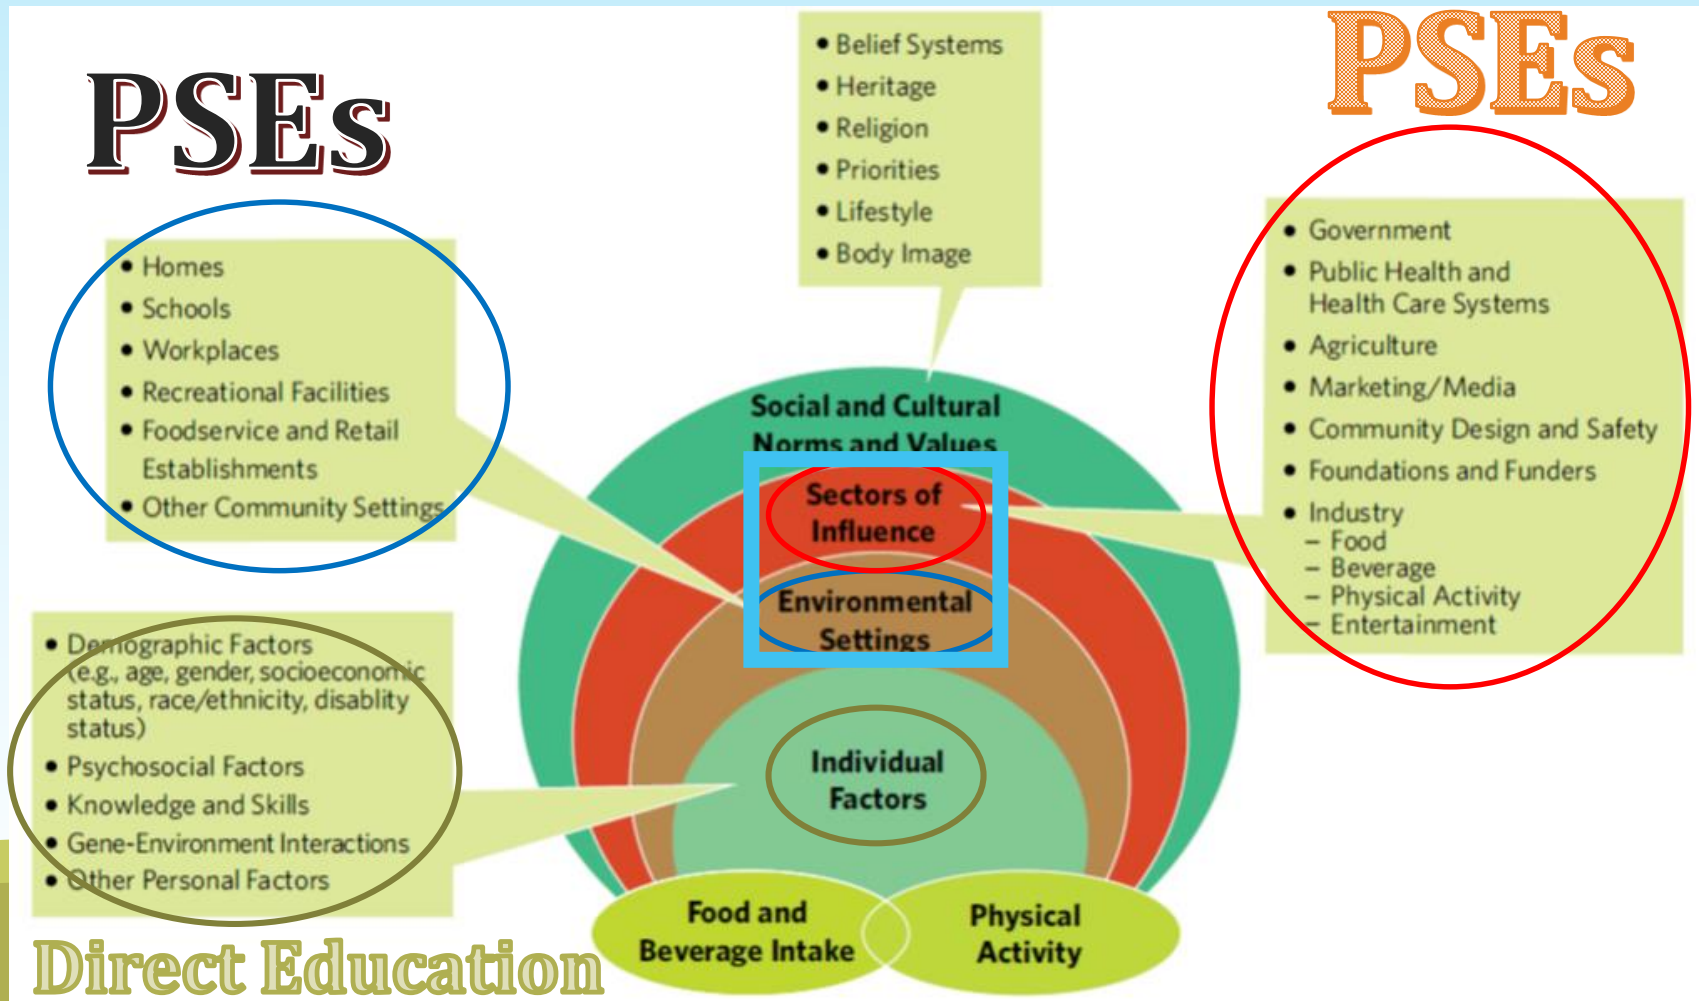 PSEs
PSEs
• Belief Systems
• Heritage
• Religion
• Priorities
• Lifestyle
• Body Image
• Homes
• Schools
• Workplaces
• Recreational Facilities
• Foodservice and Retail
Establishments
• Other Community Settings
• Government
• Public Health and
Health Care Systems
• Agriculture
• Marketing/Media
• Community Design and Safety
• Foundations and Funders
• Industry
– Food
– Beverage
– Physical Activity
– Entertainment
Social and Cultural
Norms and Values
Sectors of
Influence
Environmental
Settings
Individual
Factors
• Demographic Factors
(e.g., age, gender, socioeconomic
status, race/ethnicity, disablity
status)
• Psychosocial Factors
• Knowledge and Skills
• Gene-Environment Interactions
• Other Personal Factors
Food and
Beverage Intake
Physical
Activity
Direct Education